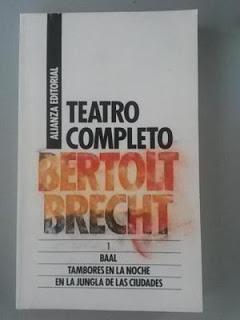 ALIANZA EDITORIAL
TEATRO
COMPLETO
BERTOLT
BRECHT
1
BAAL
TAMBORES EN LA NOCHE
EN LA JUNGLA DE LAS CIUDADES